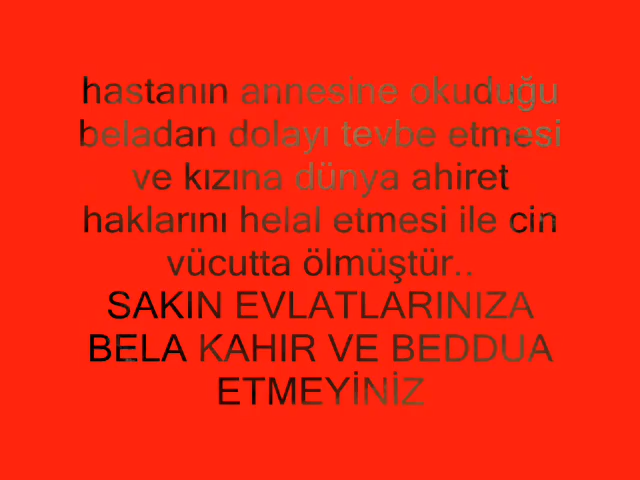 hastanın annesine okuduğu
beladan dolayı tevbe etmesi
ve kızına dünya ahiret
haklarını helal etmesi ile cin
vücutta ölmüştür..
SAKIN EVLATLARINIZA
BELA KAHIR VE BEDDUA
ETMEYİNİZ